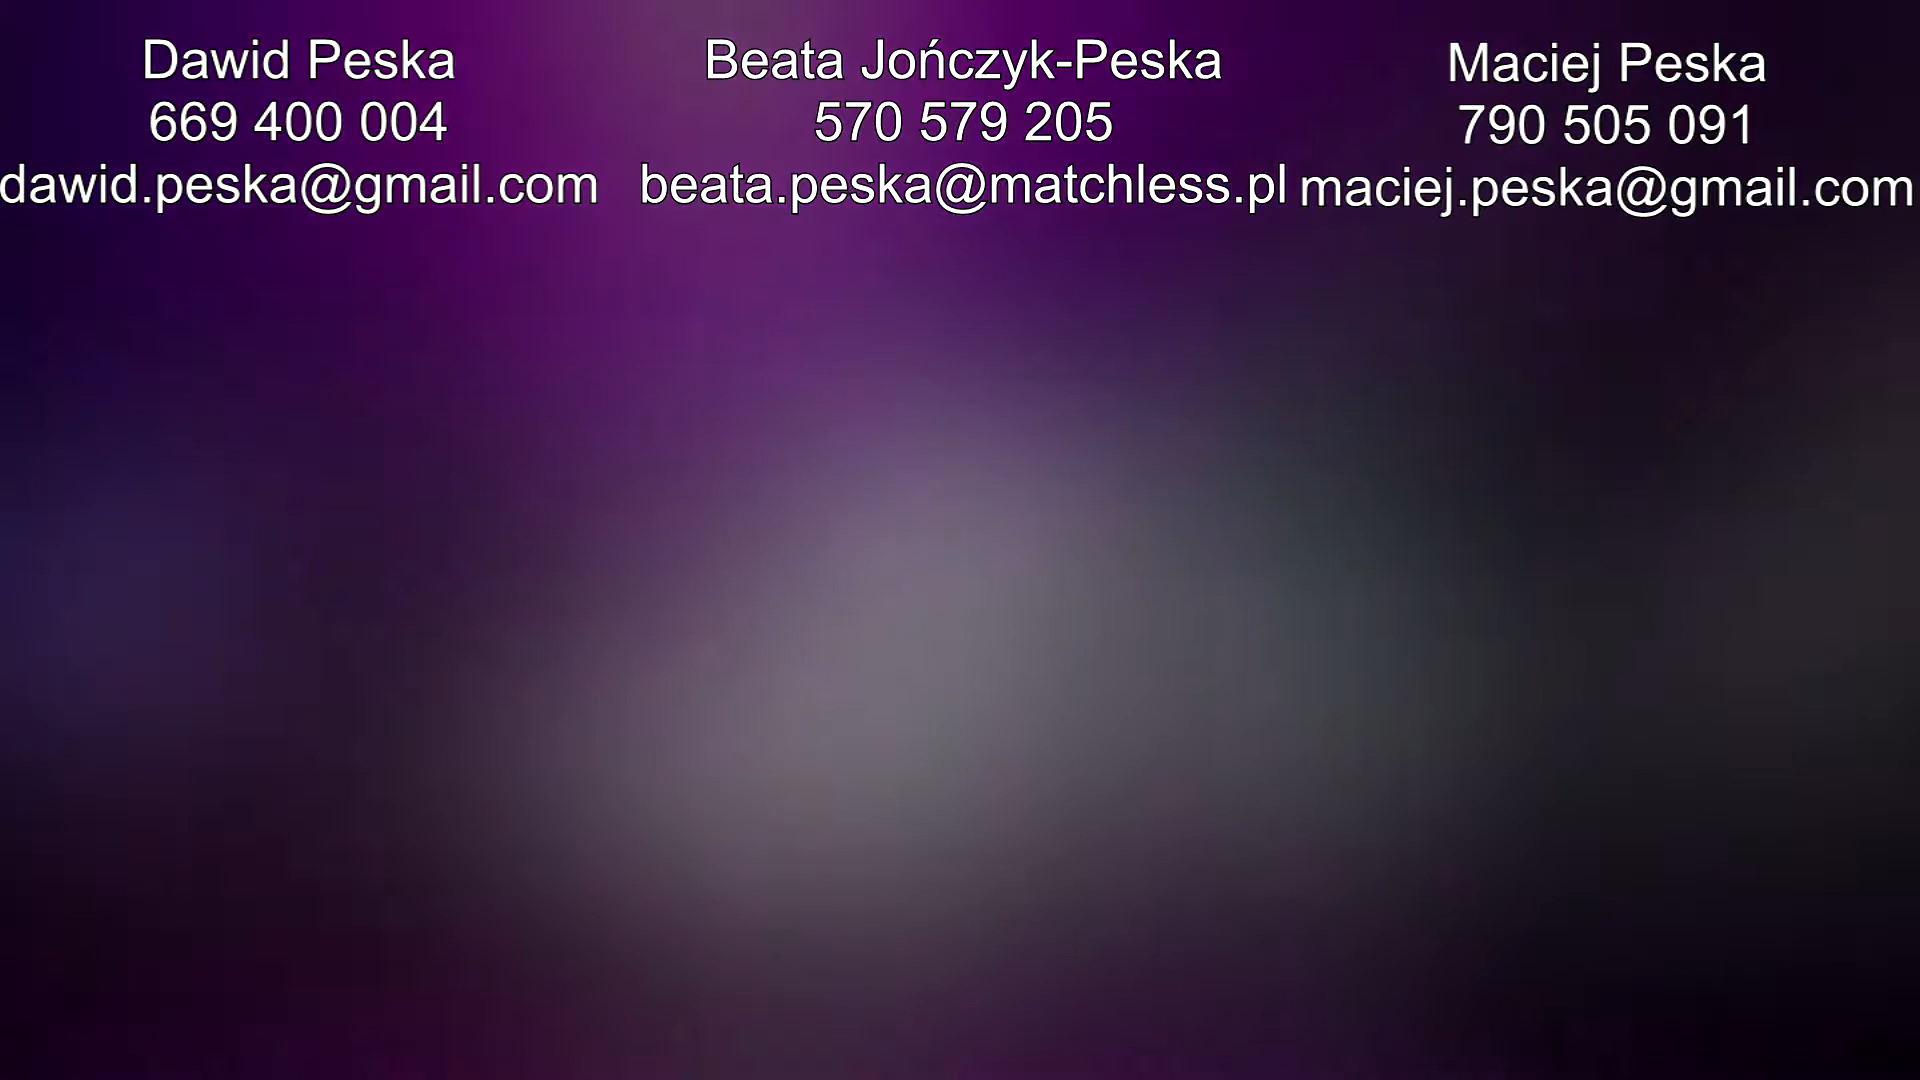 Dawid Peska
669 400 004
dawid.peska@gmail.com
Beata Jończyk-Peska
570 579 205
beata.peska@matchless.pl
Maciej Peska
790 505 091
maciej.peska@gmail.com